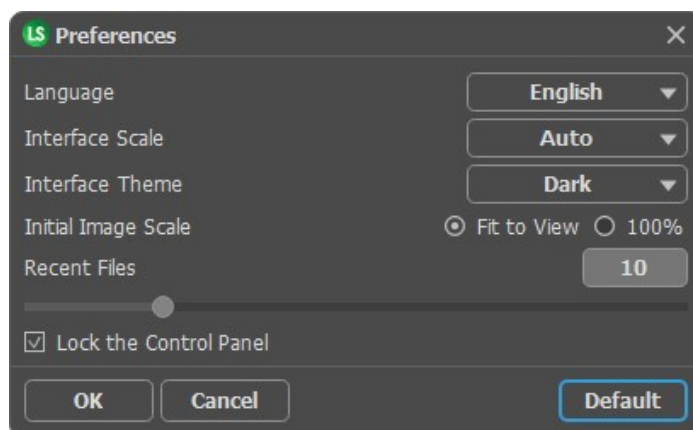 LS Preferences
Language English
Interface Scale Auto
Interface Theme Dark
Initial Image Scale Fit to View 100%
Recent Files 10
Lock the Control Panel
OK Cancel Default